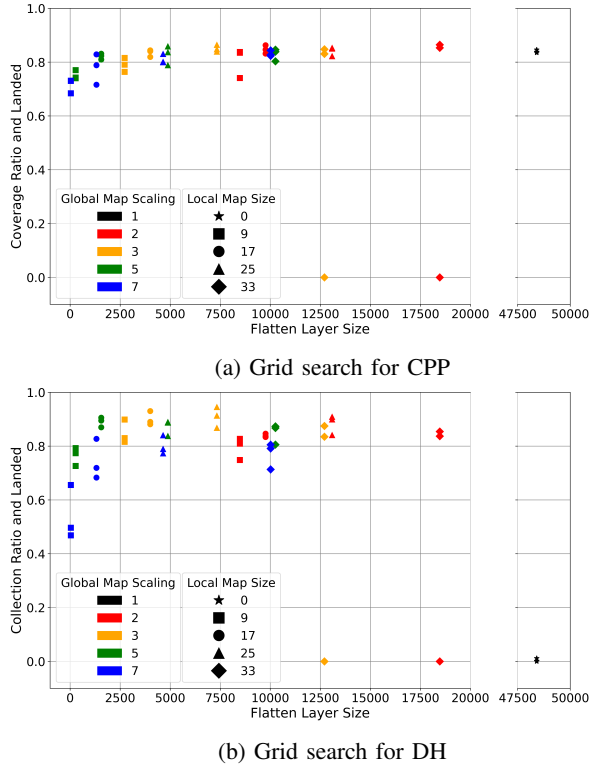 1.0
0.8
0.6
0.4
0.2
0.0
Coverage Ratio and Landed
Global Map Scaling
1
2
3
5
7
Local Map Size
0
9
17
25
33
0 2500 5000 7500 10000 12500 15000 17500 20000 47500 50000
Flatten Layer Size
(a) Grid search for CPP
1.0
0.8
0.6
0.4
0.2
0.0
Collection Ratio and Landed
Global Map Scaling
1
2
3
5
7
Local Map Size
0
9
17
25
33
0 2500 5000 7500 10000 12500 15000 17500 20000 47500 50000
Flatten Layer Size
(b) Grid search for DH